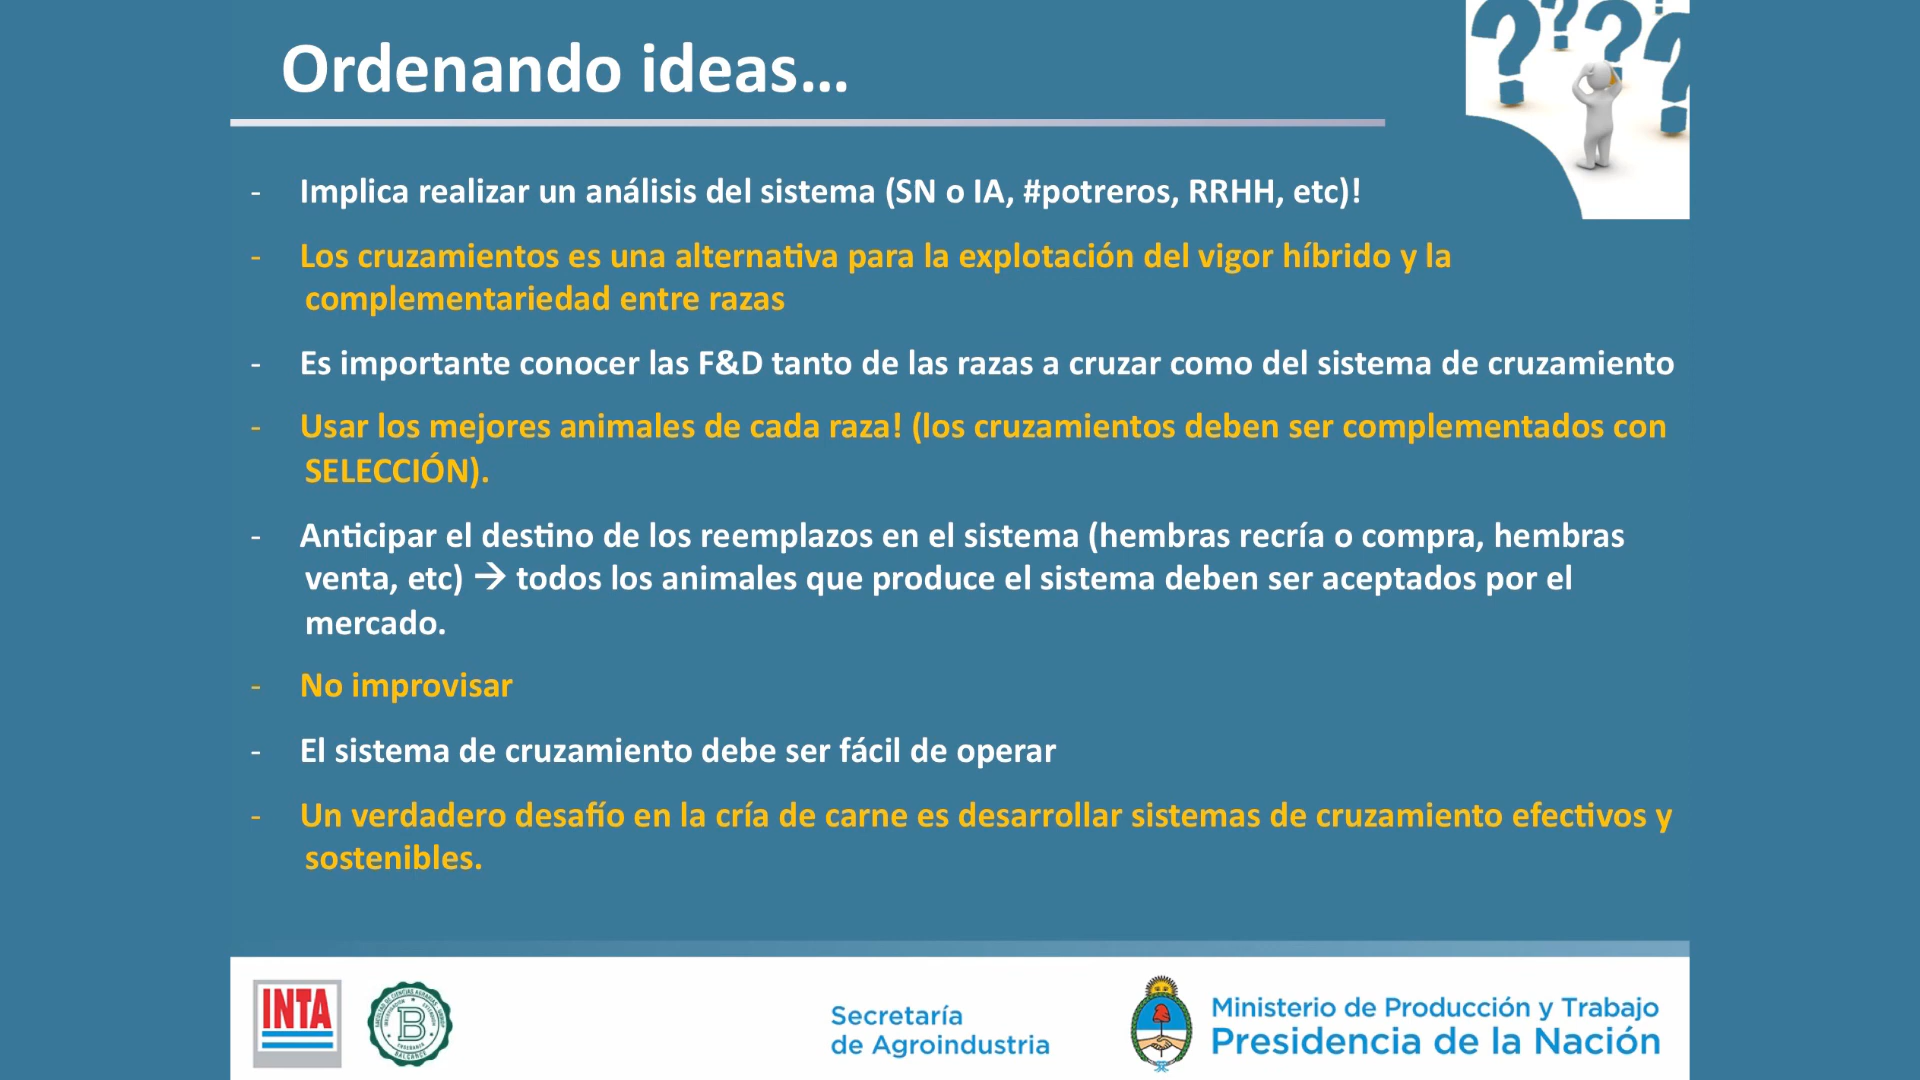 Ordenando ideas...
- Implica realizar un análisis del sistema (SN o IA, #potreros, RRHH, etc)!
- Los cruzamientos es una alternativa para la explotación del vigor híbrido y la
complementariedad entre razas
- Es importante conocer las F&D tanto de las razas a cruzar como del sistema de cruzamiento
- Usar los mejores animales de cada raza! (los cruzamientos deben ser complementados con
SELECCIÓN).
- Anticipar el destino de los reemplazos en el sistema (hembras recría o compra, hembras
venta, etc) → todos los animales que produce el sistema deben ser aceptados por el
mercado.
- No improvisar
- El sistema de cruzamiento debe ser fácil de operar
- Un verdadero desafío en la cría de carne es desarrollar sistemas de cruzamiento efectivos y
sostenibles.
INTA
B
BALCARCE
Secretaría
de Agroindustria
Ministerio de Producción y Trabajo
Presidencia de la Nación